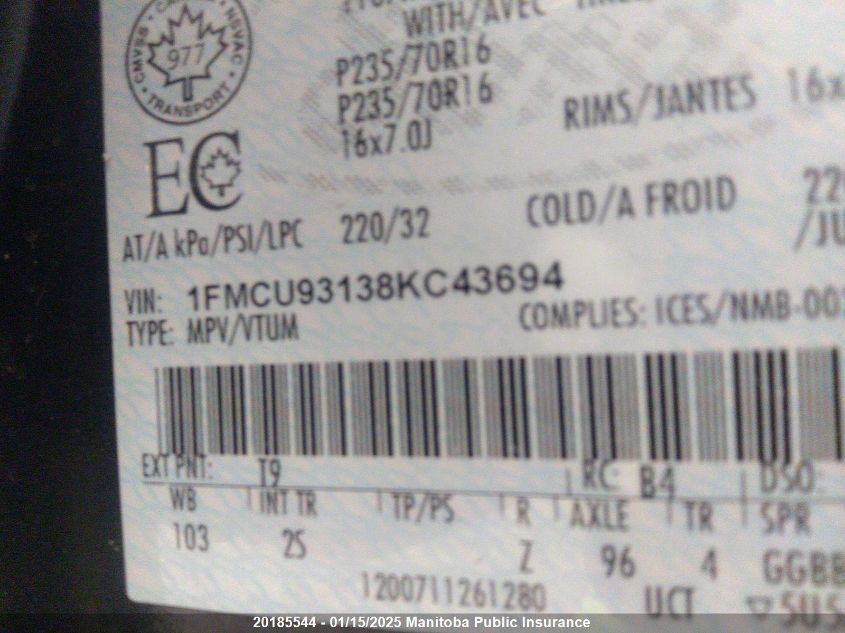 CMVSS NSVAC
977
TRANSPORT
WITH/AVEC
P235/70R16
P235/70R16
16x7.0J
RIMS/JANTES
EC
AT/A kPa/PSI/LPC 220/32 COLD/A FROID
VIN: 1FMCU93138KC43694
TYPE: MPV/VTUM
COMPLIES: ICES/NMB-00
EXT PNT: T9 RC: B4 DSO
WB INT TR TP/PS R AXLE TR SPR
103 25 Z 96 4 GGBB
1200711261280 UCT ▽5U5
20185544 - 01/15/2025 Manitoba Public Insurance